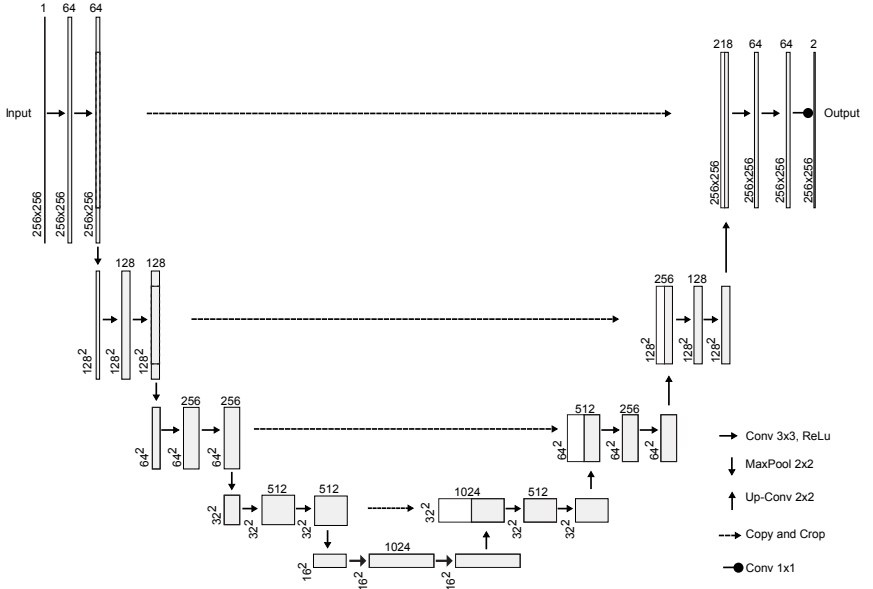 1 64 64
218 64 64 2
Input
Output
256x256 256x256 256x256
256x256 256x256 256x256 256x256
128 128
256 128
128² 128² 128²
128² 128² 128²
256 256
512 256
64² 64² 64²
64² 64² 64²
Conv 3x3, ReLu
MaxPool 2x2
Up-Conv 2x2
Copy and Crop
Conv 1x1
512 512
1024 512
32² 32² 32²
32² 32² 32²
1024
16² 16² 16²